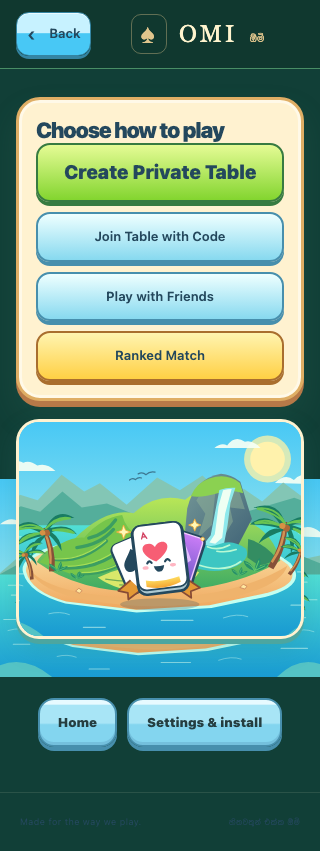 ‹ Back
♠ OMI ඔමි
Choose how to play
Create Private Table
Join Table with Code
Play with Friends
Ranked Match
A
Home
Settings & install
Made for the way we play.